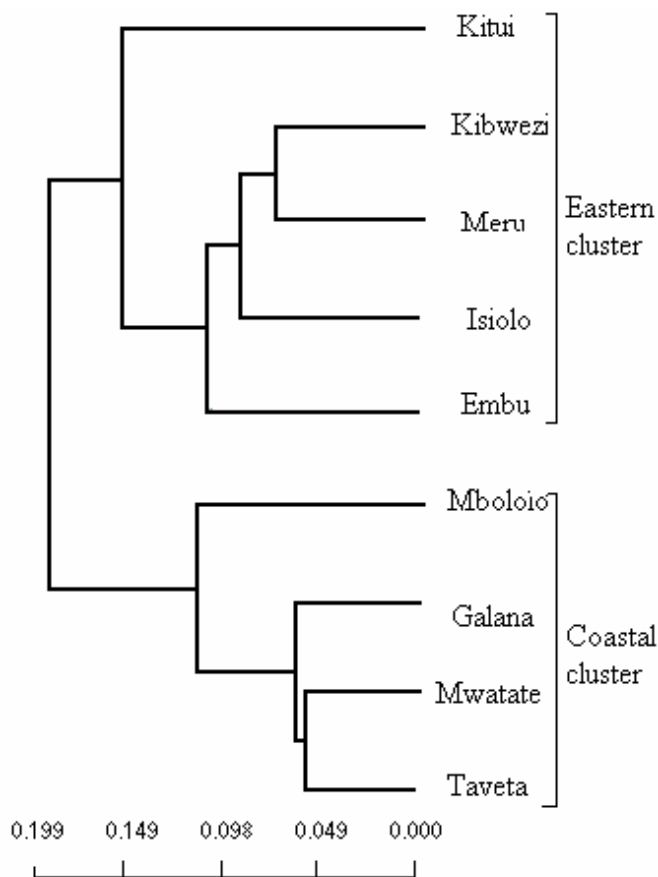 Kitui
Kibwezi
Meru
Eastern
cluster
Isiolo
Embu
Mboloio
Galana
Coastal
cluster
Mwatate
Taveta
0.199 0.149 0.098 0.049 0.000